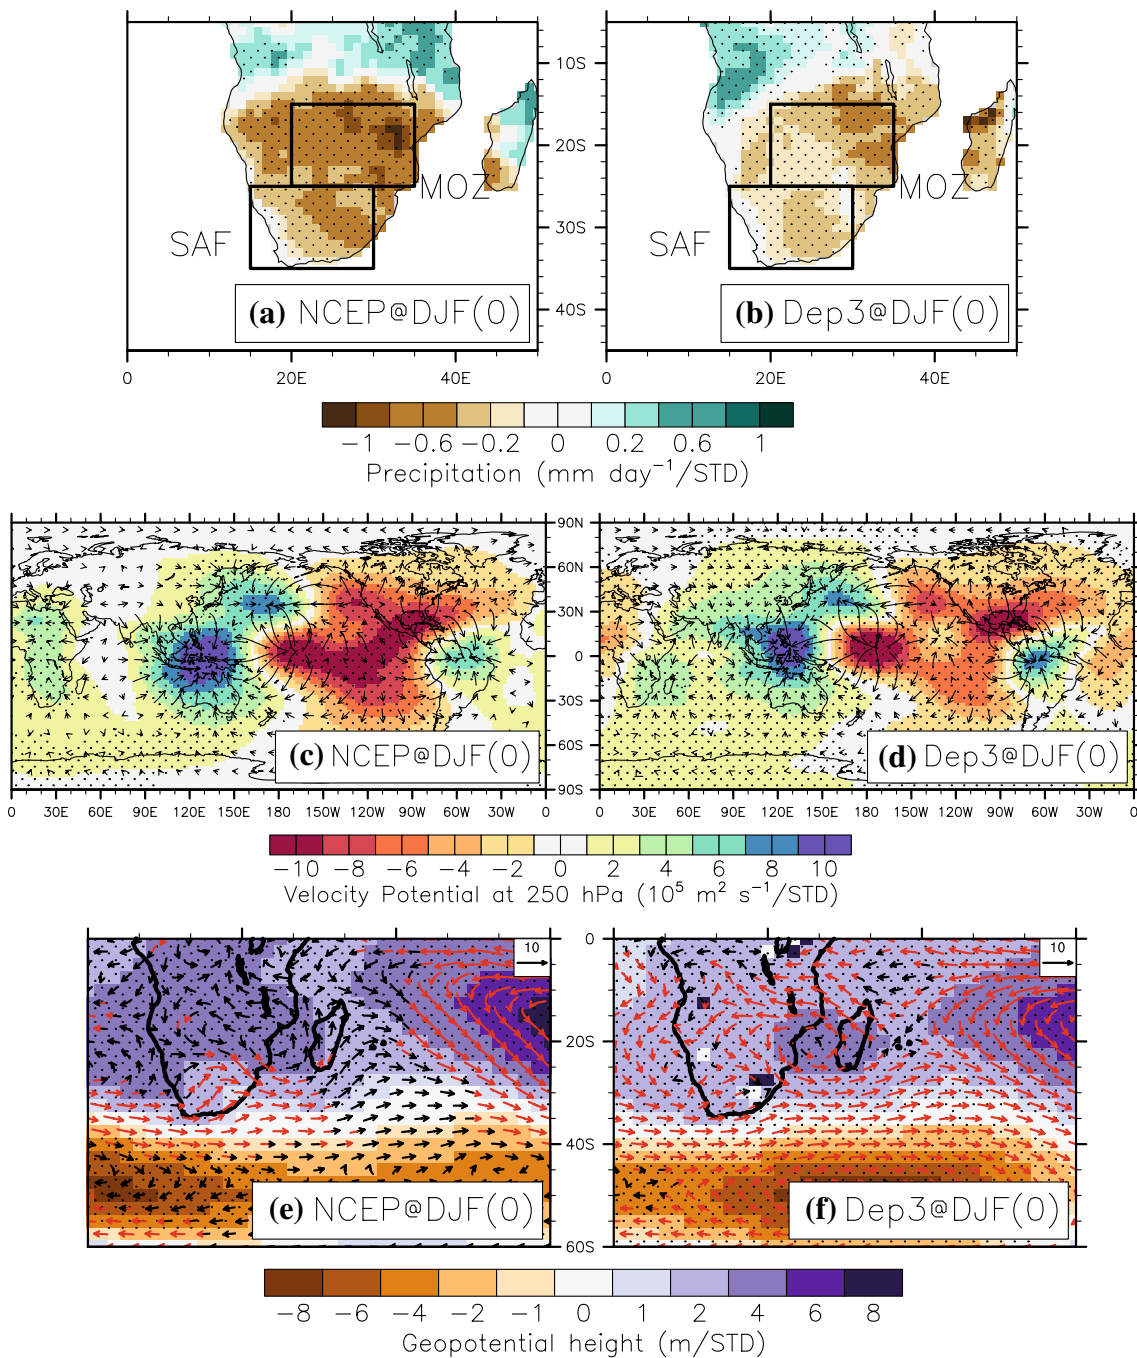 10S
20S
30S
40S
MOZ
SAF
(a) NCEP@DJF(0)
0 20E 40E
MOZ
SAF
(b) Dep3@DJF(0)
10S
20S
30S
40S
0 20E 40E
−1 −0.6 −0.2 0 0.2 0.6 1
Precipitation (mm day⁻¹/STD)
90N
60N
30N
0
30S
60S
90S
(c) NCEP@DJF(0)
(d) Dep3@DJF(0)
0 30E 60E 90E 120E 150E 180 150W 120W 90W 60W 30W 0
0 30E 60E 90E 120E 150E 180 150W 120W 90W 60W 30W 0
−10 −8 −6 −4 −2 0 2 4 6 8 10
Velocity Potential at 250 hPa (10⁵ m² s⁻¹/STD)
10
0
20S
40S
60S
10
(e) NCEP@DJF(0)
(f) Dep3@DJF(0)
−8 −6 −4 −2 −1 0 1 2 4 6 8
Geopotential height (m/STD)